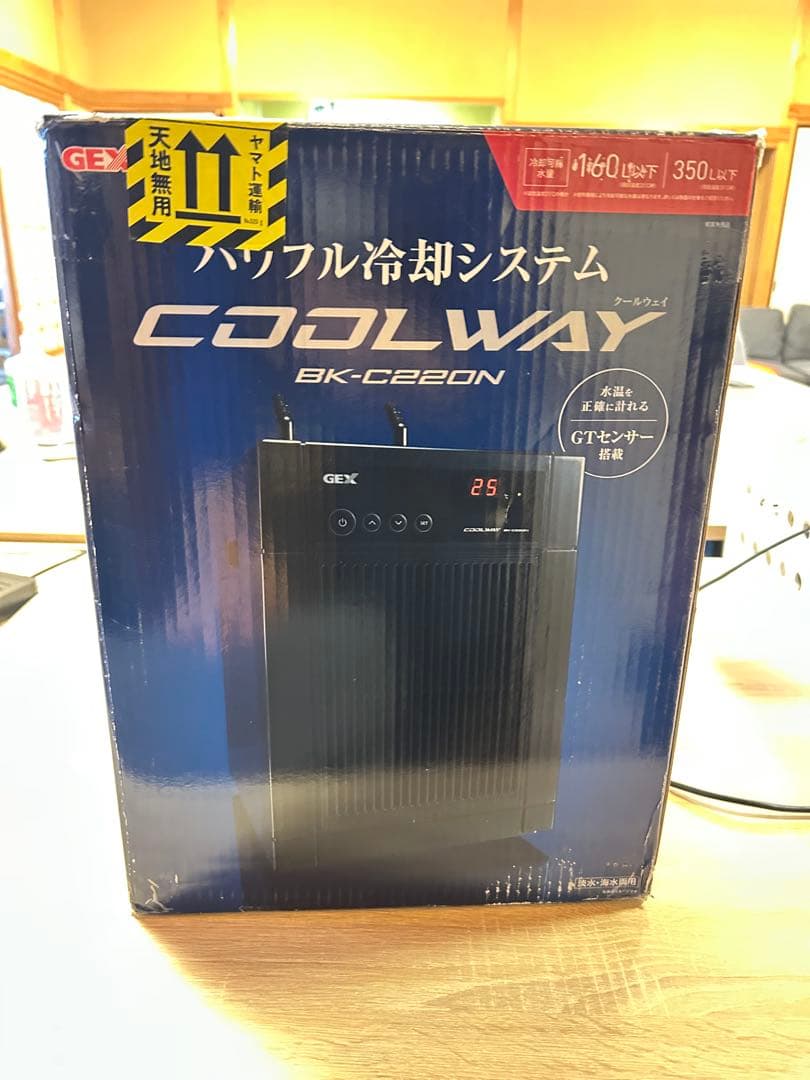 GEX
天地無用
ヤマト運輸
冷却可能
水量
160L以下
350L以下
パワフル冷却システム
クールウェイ
COOLWAY
BK-C220N
水温を
正確に計れる
GTセンサー
搭載
GEX
25
SET
COOLWAY BK-C220N
淡水・海水両用